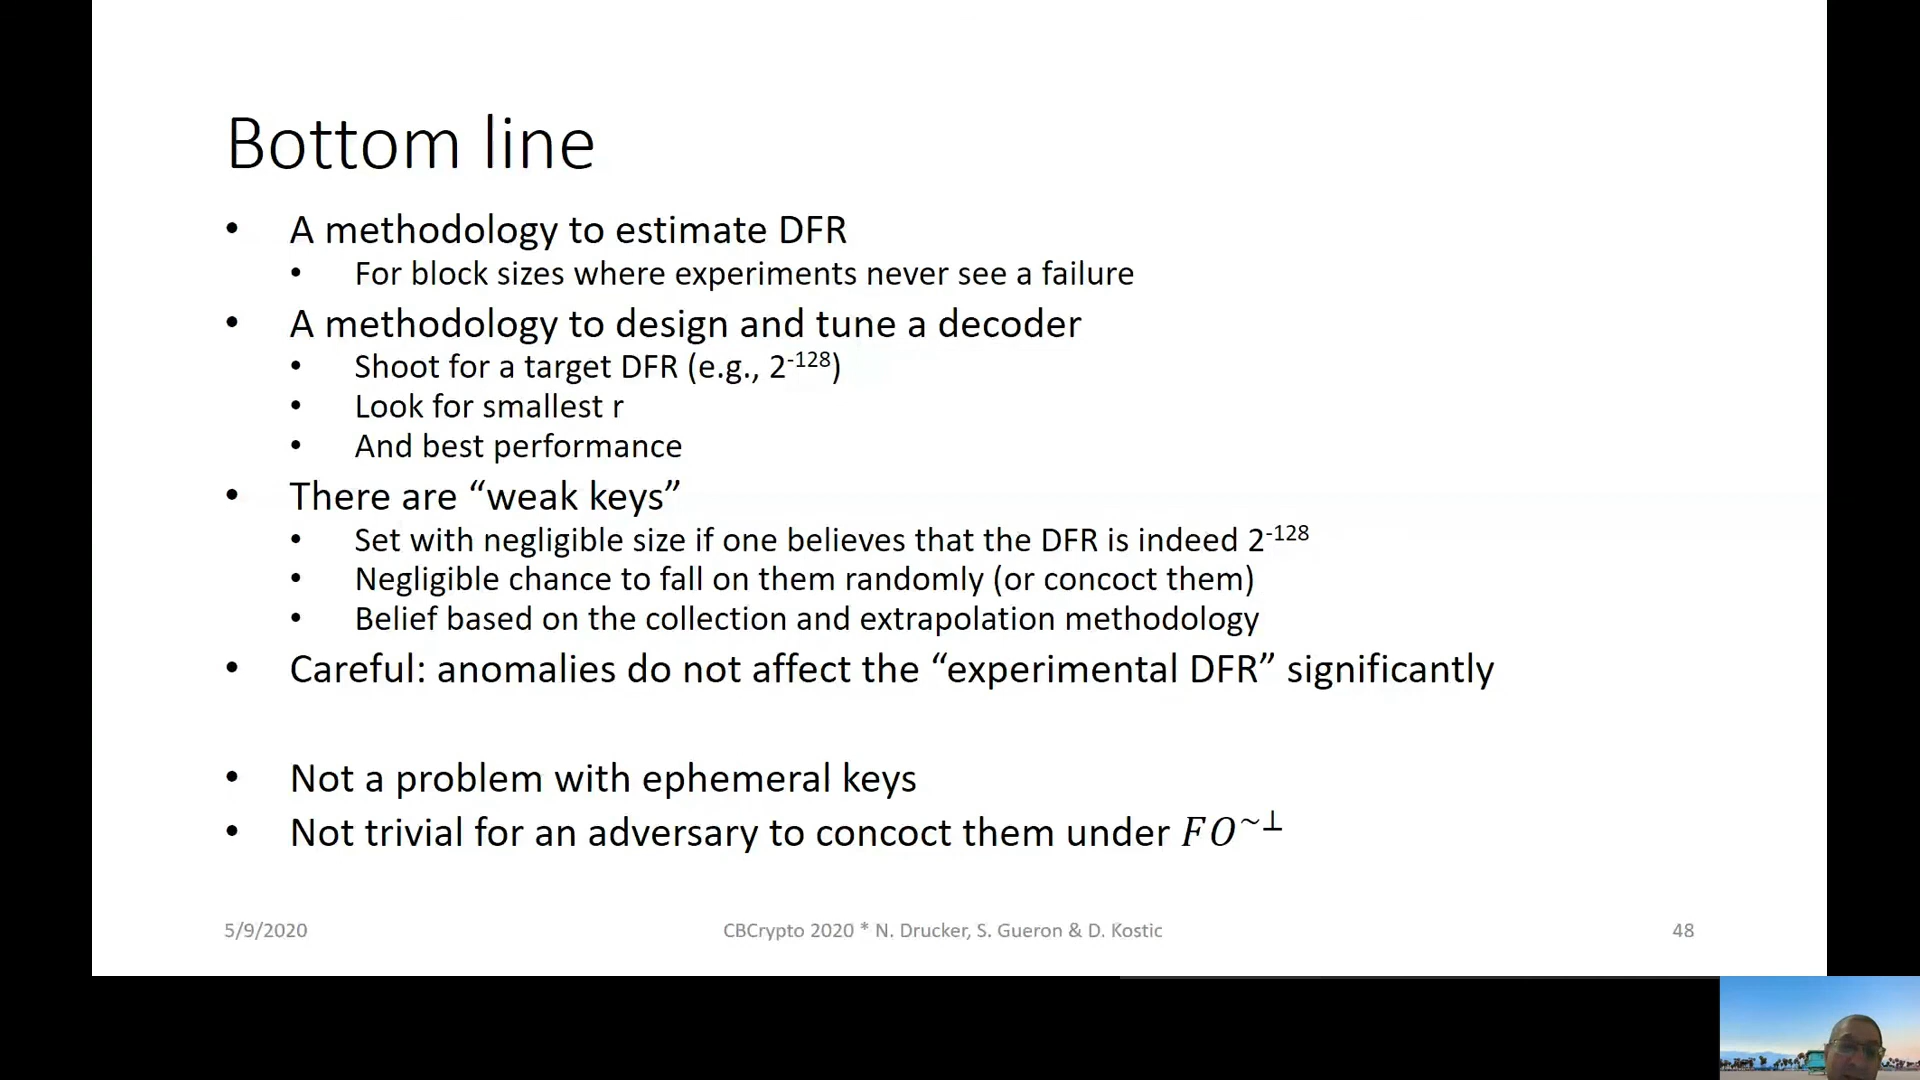 Bottom line
• A methodology to estimate DFR
• For block sizes where experiments never see a failure
• A methodology to design and tune a decoder
• Shoot for a target DFR (e.g., 2^-128)
• Look for smallest r
• And best performance
• There are “weak keys”
• Set with negligible size if one believes that the DFR is indeed 2^-128
• Negligible chance to fall on them randomly (or concoct them)
• Belief based on the collection and extrapolation methodology
• Careful: anomalies do not affect the “experimental DFR” significantly
• Not a problem with ephemeral keys
• Not trivial for an adversary to concoct them under FO^~⊥
5/9/2020 CBCrypto 2020 * N. Drucker, S. Gueron & D. Kostic 48